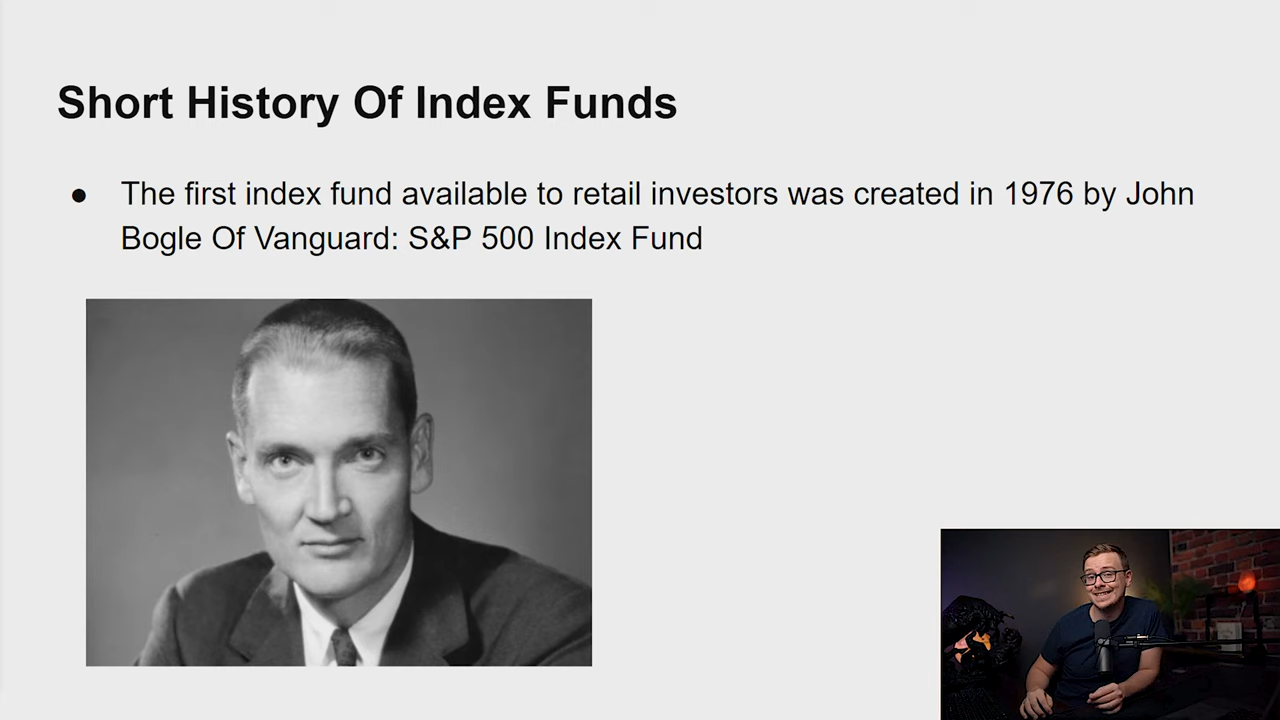 Short History Of Index Funds
● The first index fund available to retail investors was created in 1976 by John
Bogle Of Vanguard: S&P 500 Index Fund